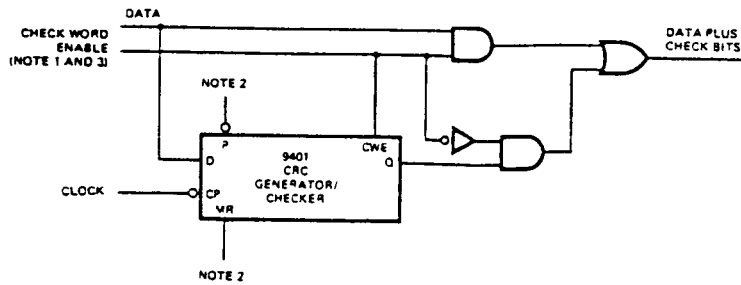 DATA
CHECK WORD
ENABLE
(NOTE 1 AND 3)
DATA PLUS
CHECK BITS
NOTE 2
P
CWE
D
9401
CRC
GENERATOR/
CHECKER
Q
CLOCK
CP
MR
NOTE 2